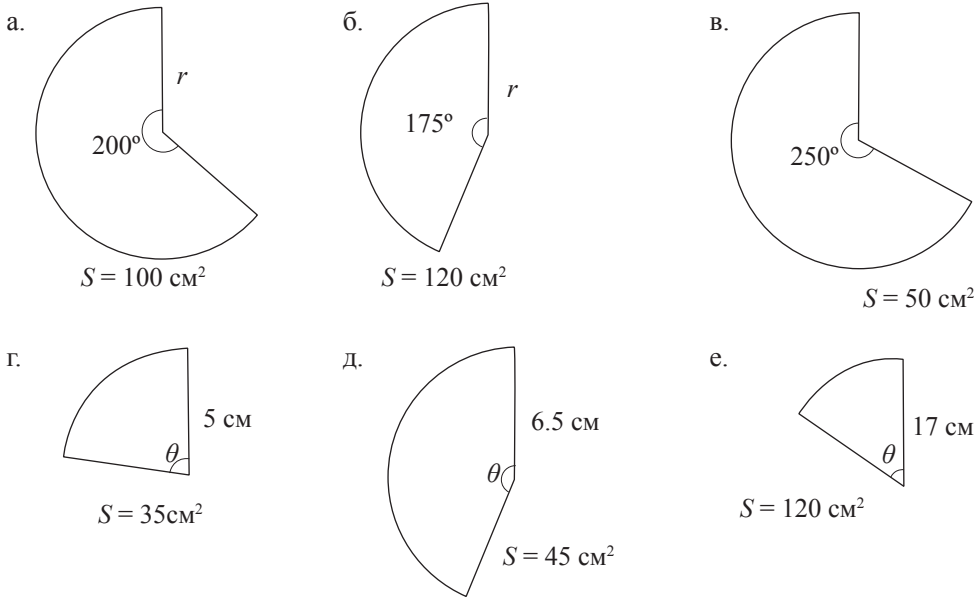 а.
r
200º
S = 100 см²
б.
r
175º
S = 120 см²
в.
250º
S = 50 см²
г.
5 см
θ
S = 35см²
д.
6.5 см
θ
S = 45 см²
е.
17 см
θ
S = 120 см²